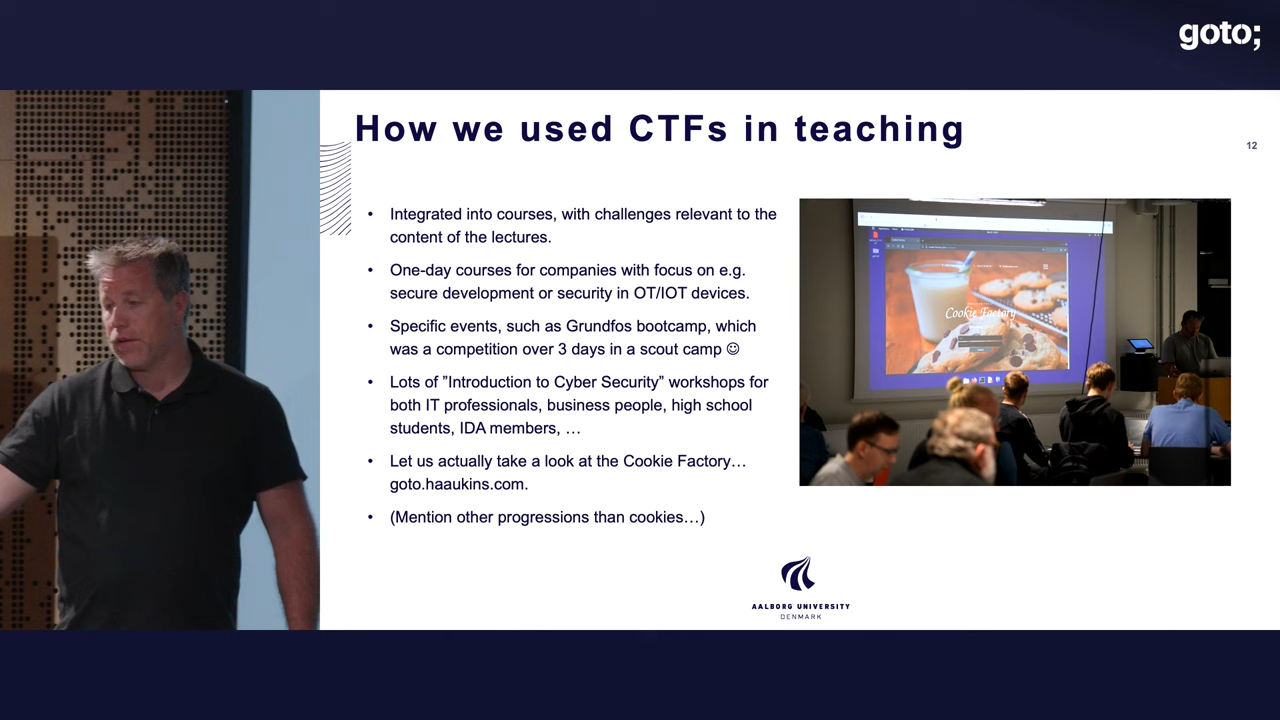 goto;
How we used CTFs in teaching
12
• Integrated into courses, with challenges relevant to the
content of the lectures.
• One-day courses for companies with focus on e.g.
secure development or security in OT/IOT devices.
• Specific events, such as Grundfos bootcamp, which
was a competition over 3 days in a scout camp ☺
• Lots of ”Introduction to Cyber Security” workshops for
both IT professionals, business people, high school
students, IDA members, …
• Let us actually take a look at the Cookie Factory…
goto.haaukins.com.
• (Mention other progressions than cookies…)
Cookie Factory
AALBORG UNIVERSITY
DENMARK